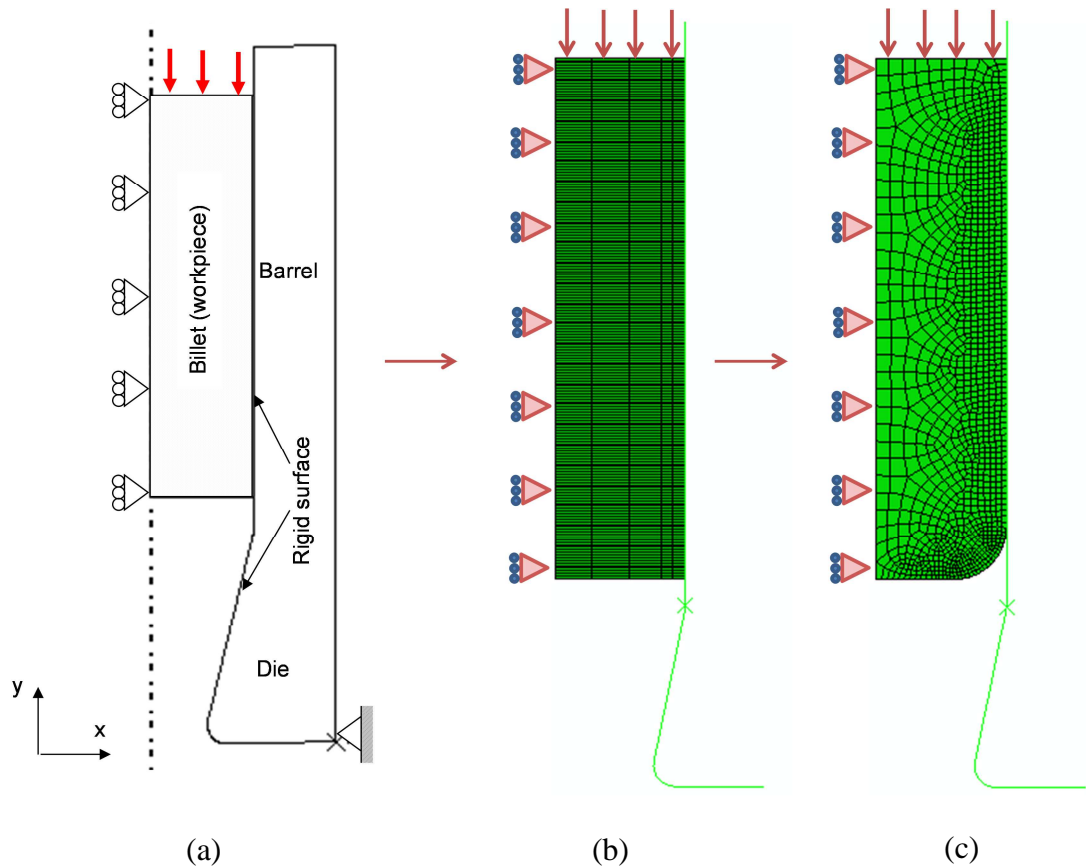 Billet (workpiece)
Barrel
Rigid surface
Die
y
x
(a)
(b)
(c)